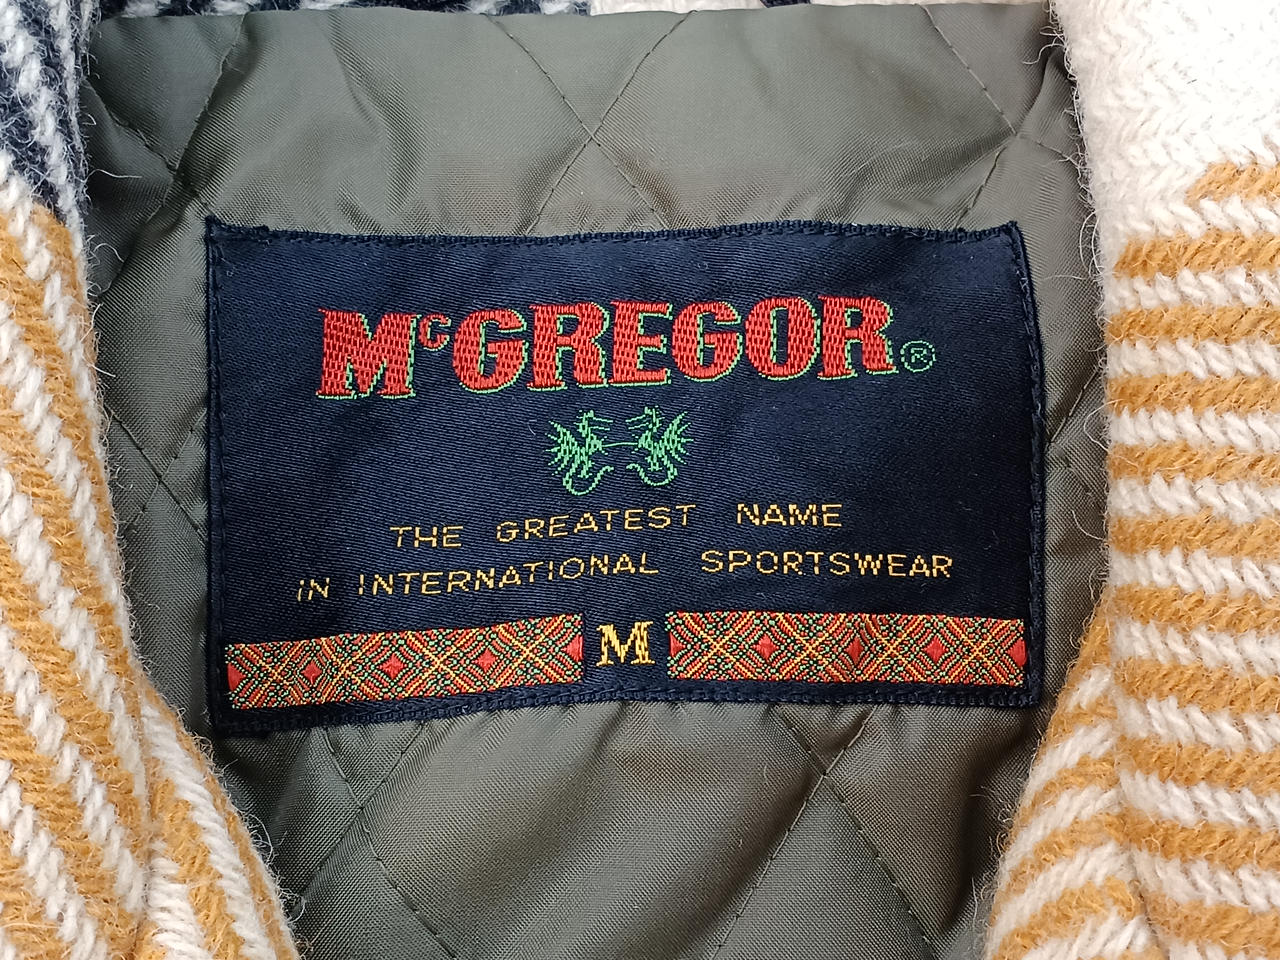 McGREGOR®
THE GREATEST NAME
IN INTERNATIONAL SPORTSWEAR
M